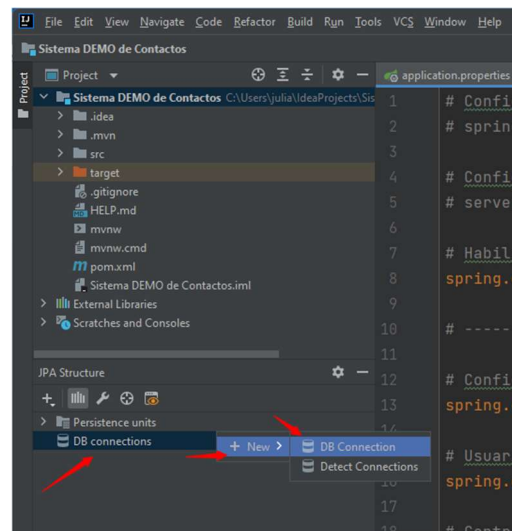 File Edit View Navigate Code Refactor Build Run Tools VCS Window Help
Sistema DEMO de Contactos
Project
Project
application.properties
Sistema DEMO de Contactos C:\Users\julia\IdeaProjects\Sis
.idea
.mvn
src
target
.gitignore
HELP.md
mvnw
mvnw.cmd
pom.xml
Sistema DEMO de Contactos.iml
External Libraries
Scratches and Consoles
JPA Structure
Persistence units
DB connections
New
DB Connection
Detect Connections
1 # Confi
2 # sprin
3
4 # Confi
5 # serve
6
7 # Habil
8 spring.
9
10 # -----
11
12 # Confi
13 spring.
14
# Usuar
16 spring.
17
18 # Contr